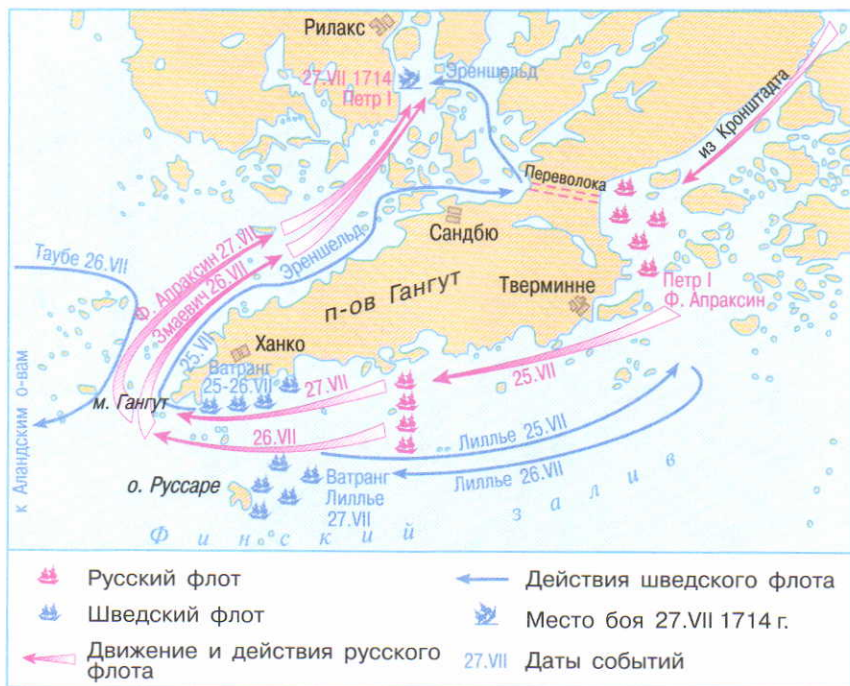 Рилакс
27.VII 1714
Петр I
Эреншельд
из Кронштадта
Переволока
Сандбю
Эреншельд
Таубе 26.VII
Ф. Апраксин 27.VII
Змаевич 26.VII
25.VII
п-ов Гангут
Тверминне
Петр I
Ф. Апраксин
Ханко
Ватранг
25-26.VII
м. Гангут
27.VII
25.VII
26.VII
Лиллье 25.VII
Лиллье 26.VII
к Аландским о-вам
о. Руссаре
Ватранг
Лиллье
27.VII
Финский залив
Русский флот
Шведский флот
Движение и действия русского
флота
Действия шведского флота
Место боя 27.VII 1714 г.
27.VII Даты событий